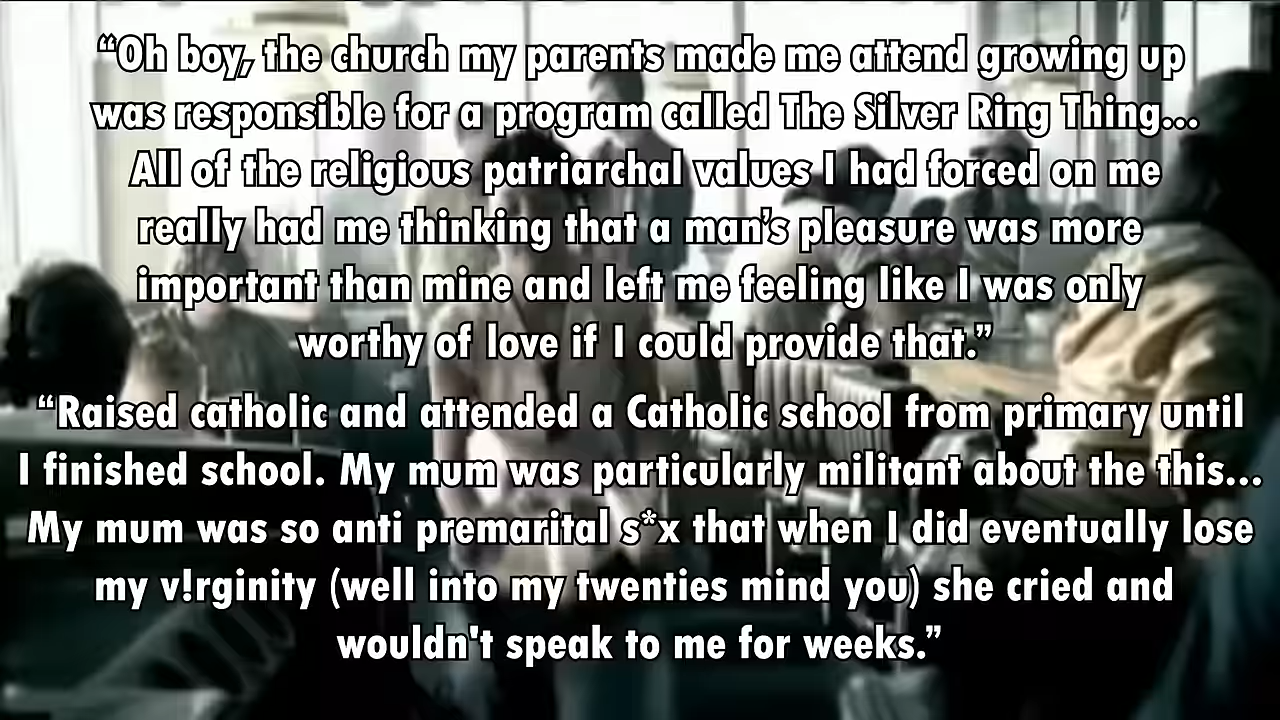 “Oh boy, the church my parents made me attend growing up
was responsible for a program called The Silver Ring Thing...
All of the religious patriarchal values I had forced on me
really had me thinking that a man’s pleasure was more
important than mine and left me feeling like I was only
worthy of love if I could provide that.”
“Raised catholic and attended a Catholic school from primary until
I finished school. My mum was particularly militant about the this...
My mum was so anti premarital s*x that when I did eventually lose
my v!rginity (well into my twenties mind you) she cried and
wouldn't speak to me for weeks.”